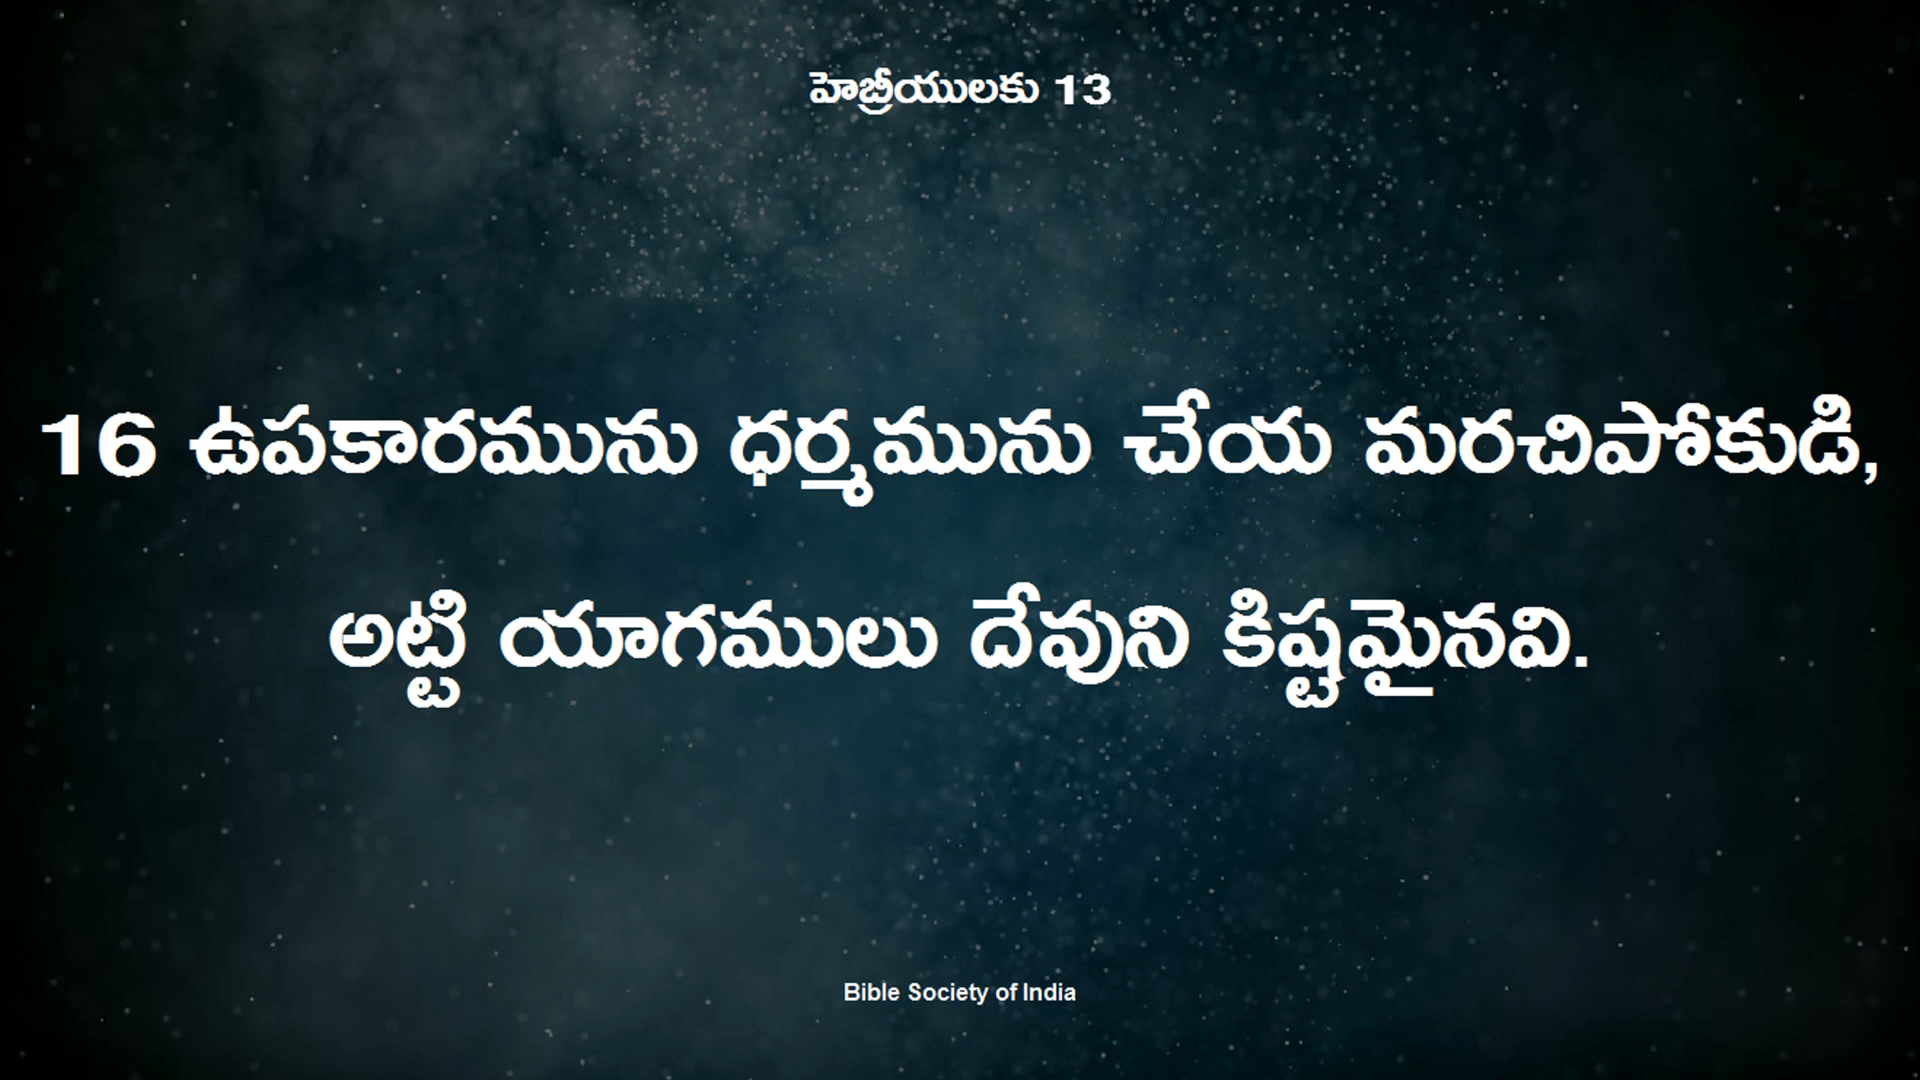 హెబ్రీయులకు 13
16 ఉపకారమును ధర్మమును చేయ మరచిపోకుడి,
అట్టి యాగములు దేవుని కిష్టమైనవి.
Bible Society of India